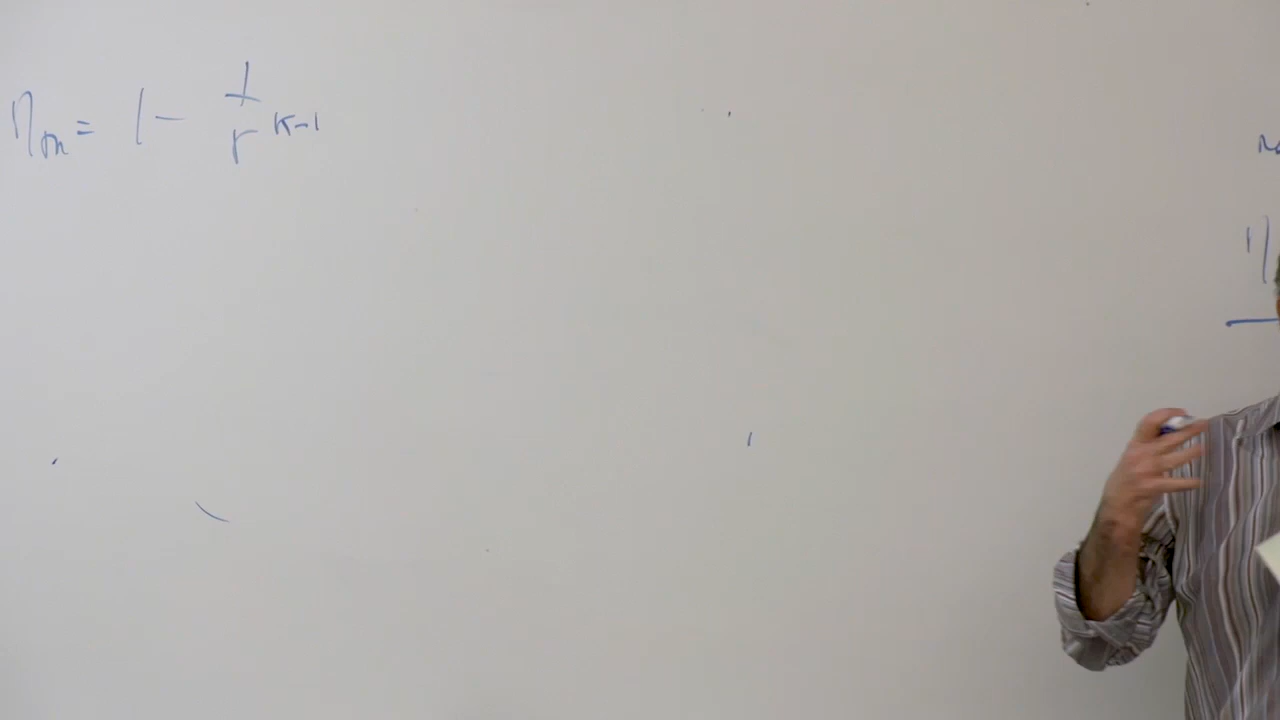 η_th = 1 - 1/r^(k-1)
η